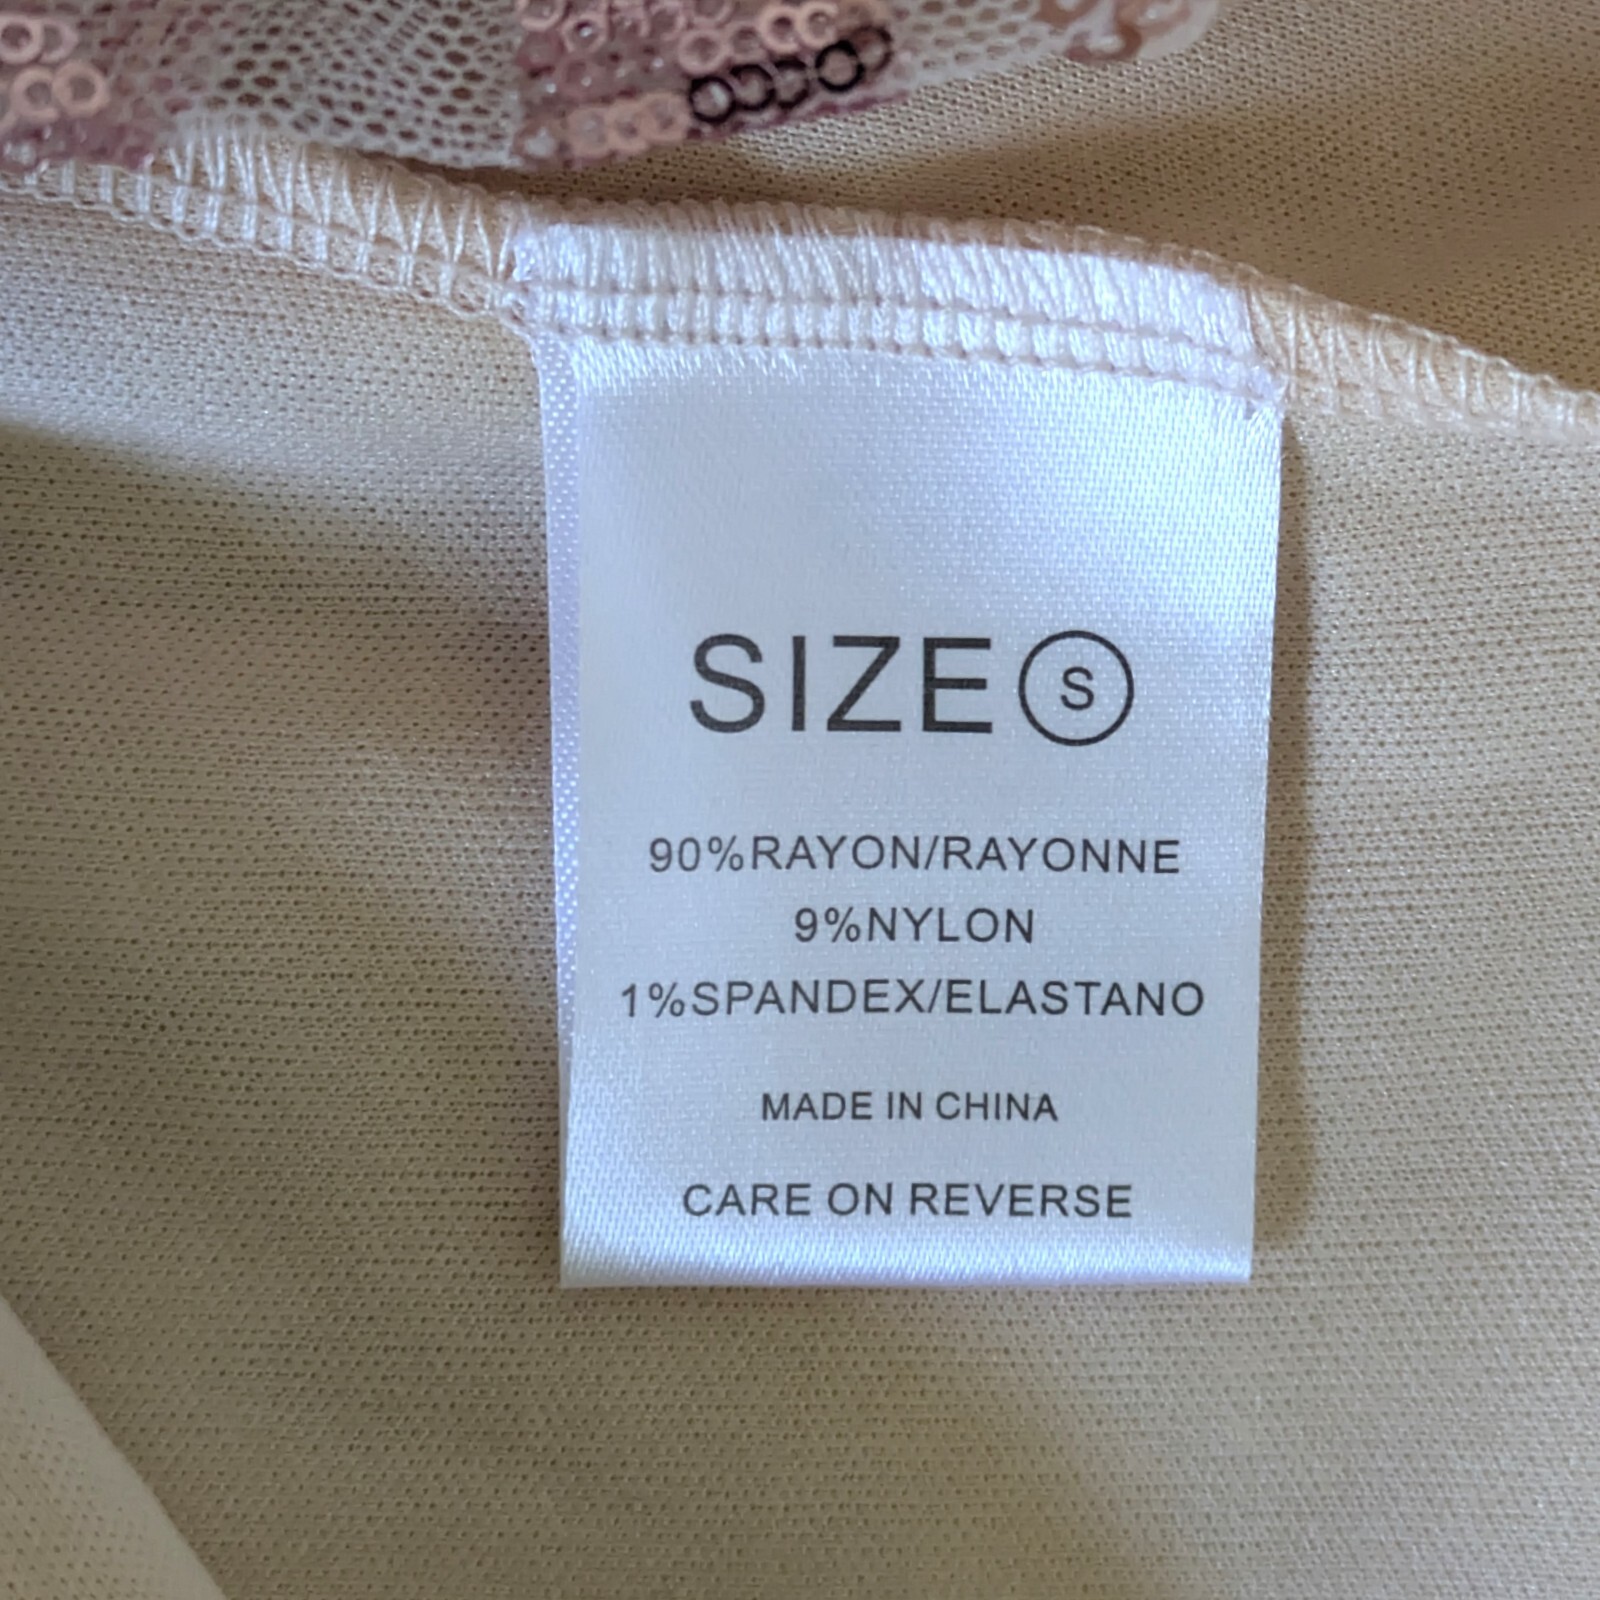 SIZE S
90%RAYON/RAYONNE
9%NYLON
1%SPANDEX/ELASTANO
MADE IN CHINA
CARE ON REVERSE